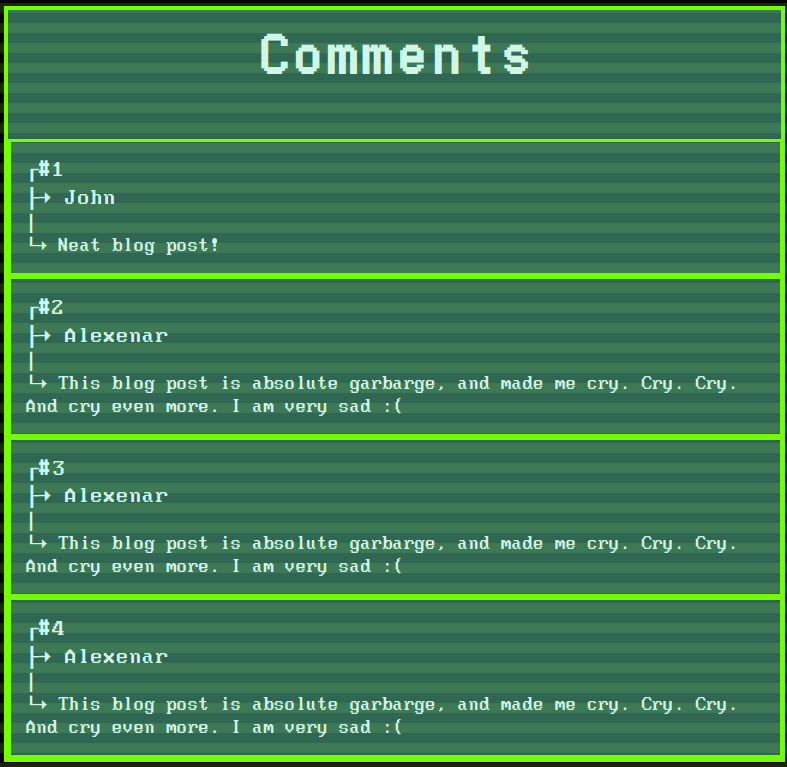 Comments
┌#1
├→ John
|
└→ Neat blog post!
┌#2
├→ Alexenar
|
└→ This blog post is absolute garbarge, and made me cry. Cry. Cry.
And cry even more. I am very sad :(
┌#3
├→ Alexenar
|
└→ This blog post is absolute garbarge, and made me cry. Cry. Cry.
And cry even more. I am very sad :(
┌#4
├→ Alexenar
|
└→ This blog post is absolute garbarge, and made me cry. Cry. Cry.
And cry even more. I am very sad :(